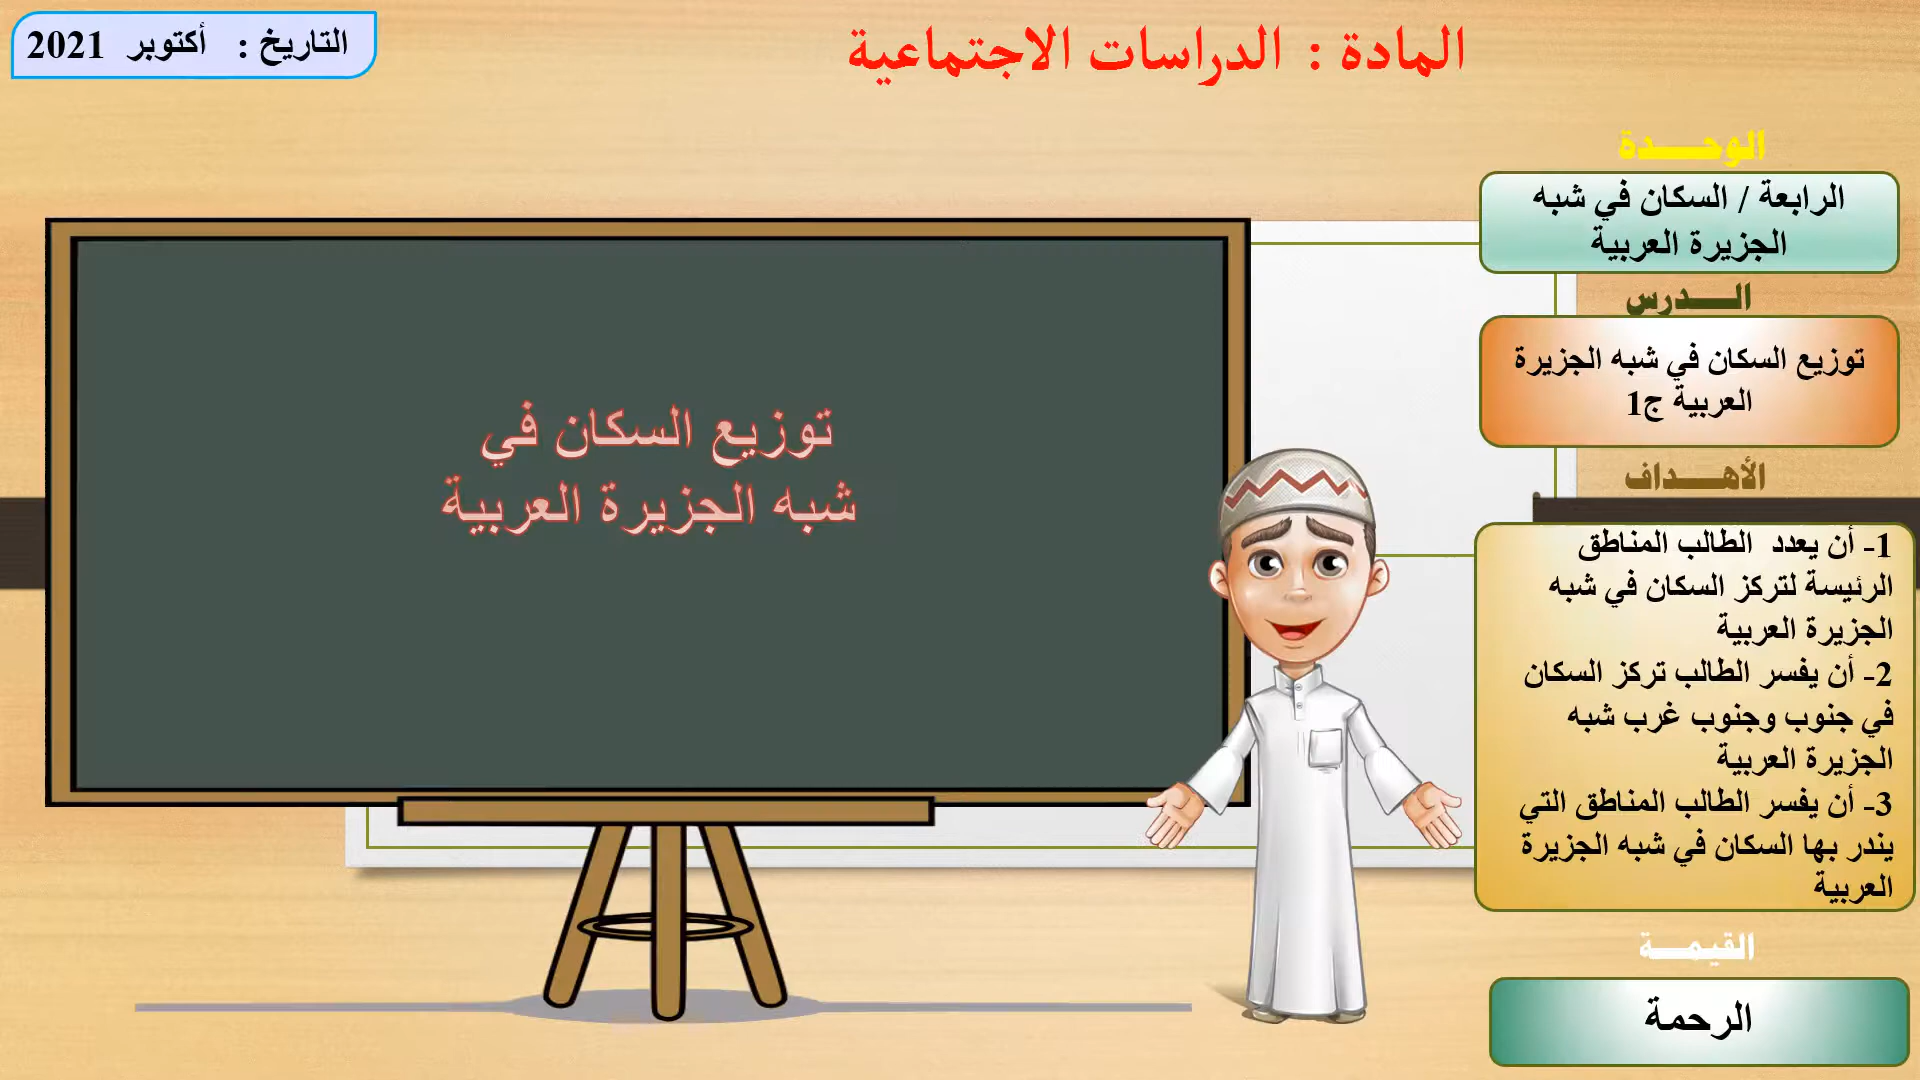 المادة : الدراسات الاجتماعية
التاريخ : أكتوبر 2021
الوحـــدة
الرابعة / السكان في شبه
الجزيرة العربية
الـــدرس
توزيع السكان في شبه الجزيرة
العربية ج1
الأهـــداف
1- أن يعدد الطالب المناطق
الرئيسة لتركز السكان في شبه
الجزيرة العربية
2- أن يفسر الطالب تركز السكان
في جنوب وجنوب غرب شبه
الجزيرة العربية
3- أن يفسر الطالب المناطق التي
يندر بها السكان في شبه الجزيرة
العربية
القيمـــة
الرحمة
توزيع السكان في
شبه الجزيرة العربية